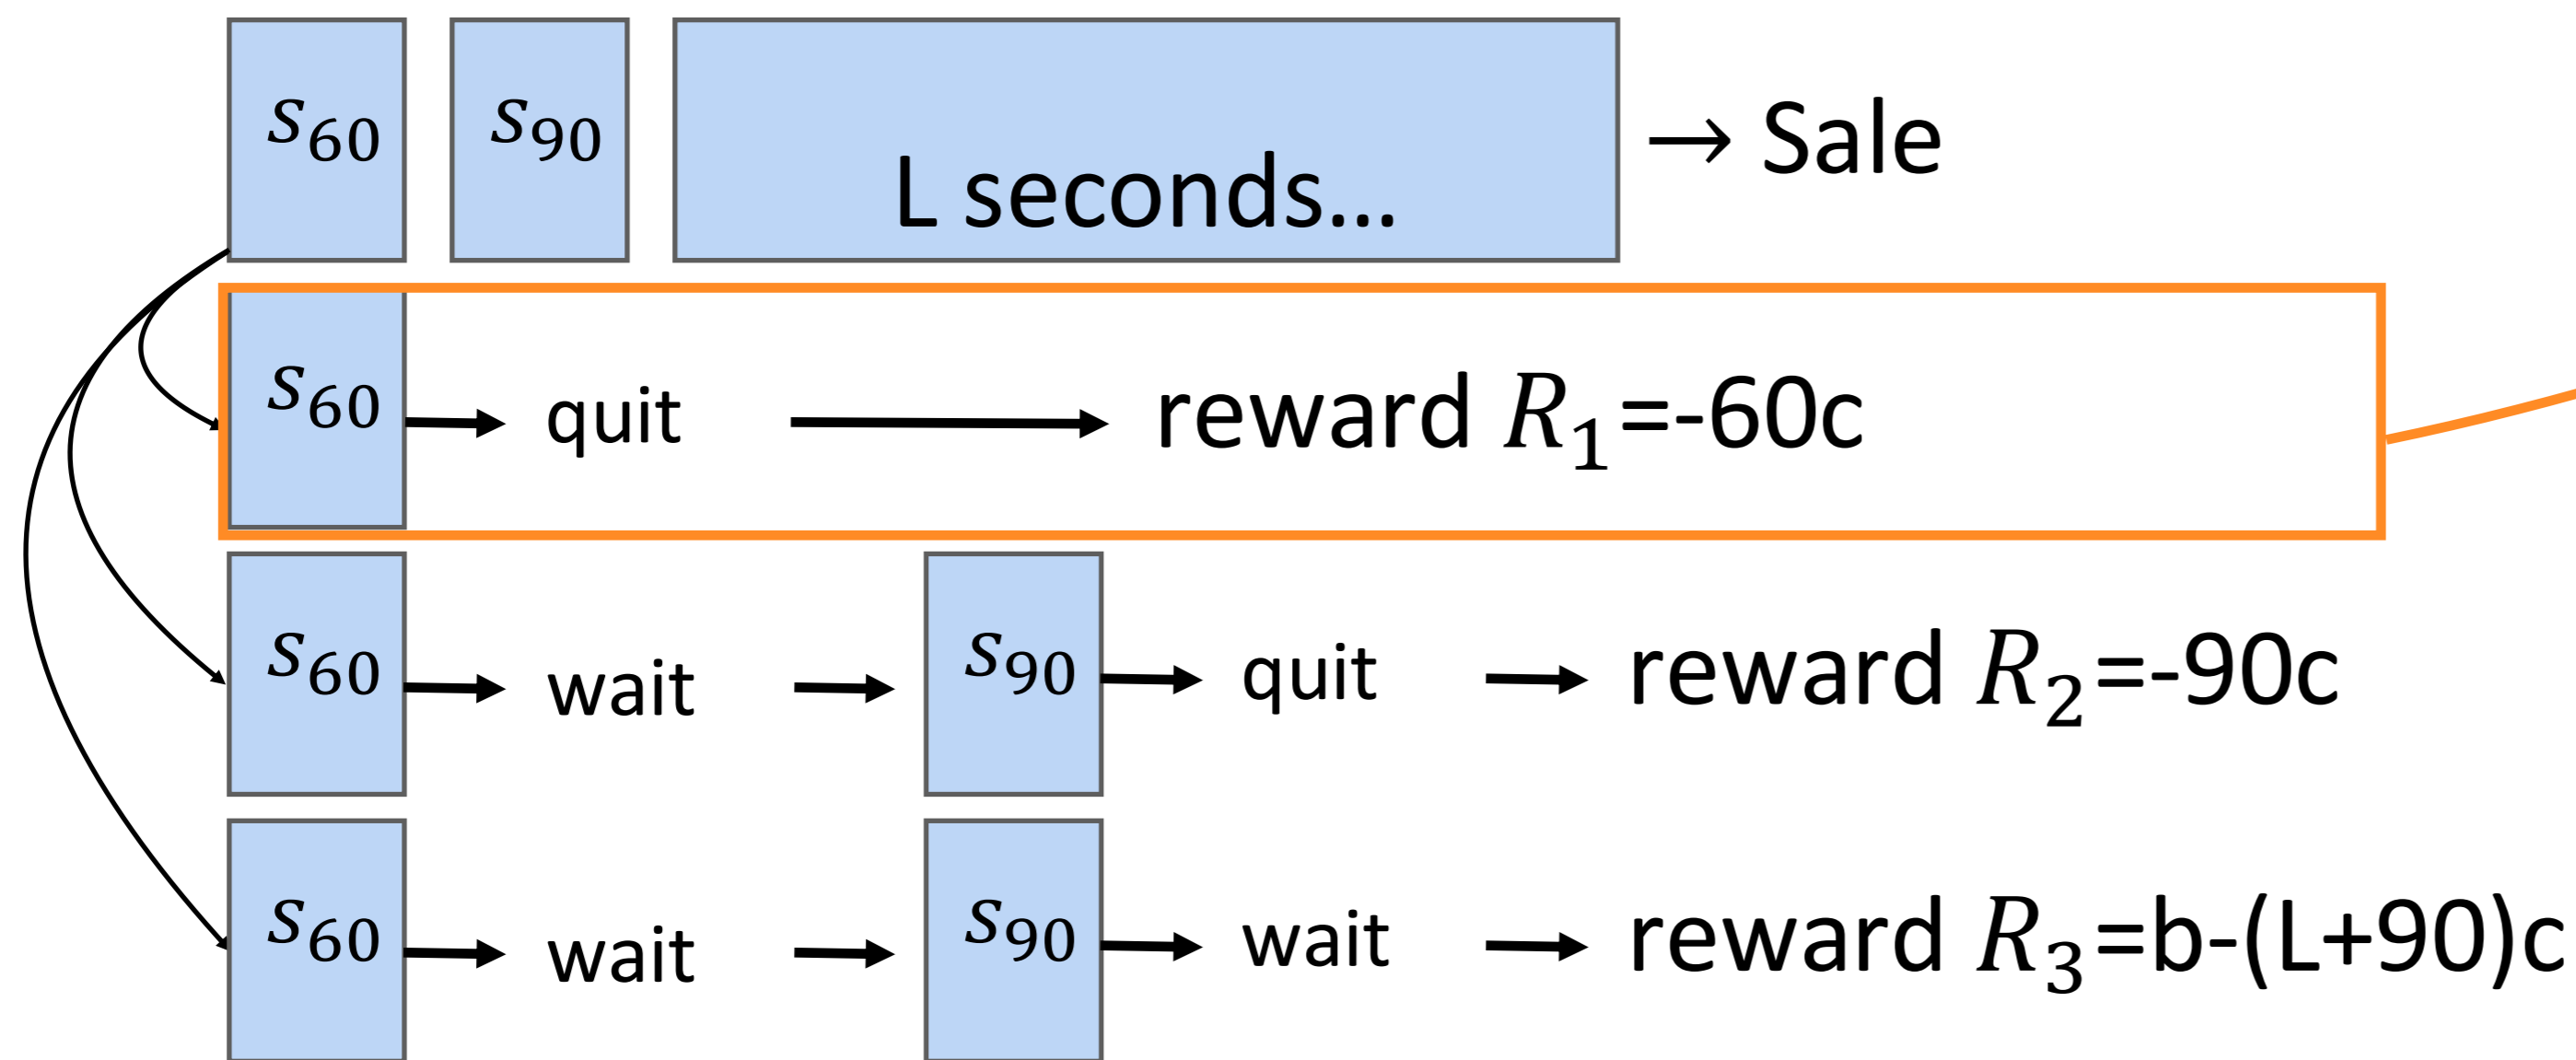 s₆₀ s₉₀ L seconds... → Sale
s₆₀ quit reward R₁=-60c
s₆₀ wait s₉₀ quit reward R₂=-90c
s₆₀ wait s₉₀ wait reward R₃=b-(L+90)c